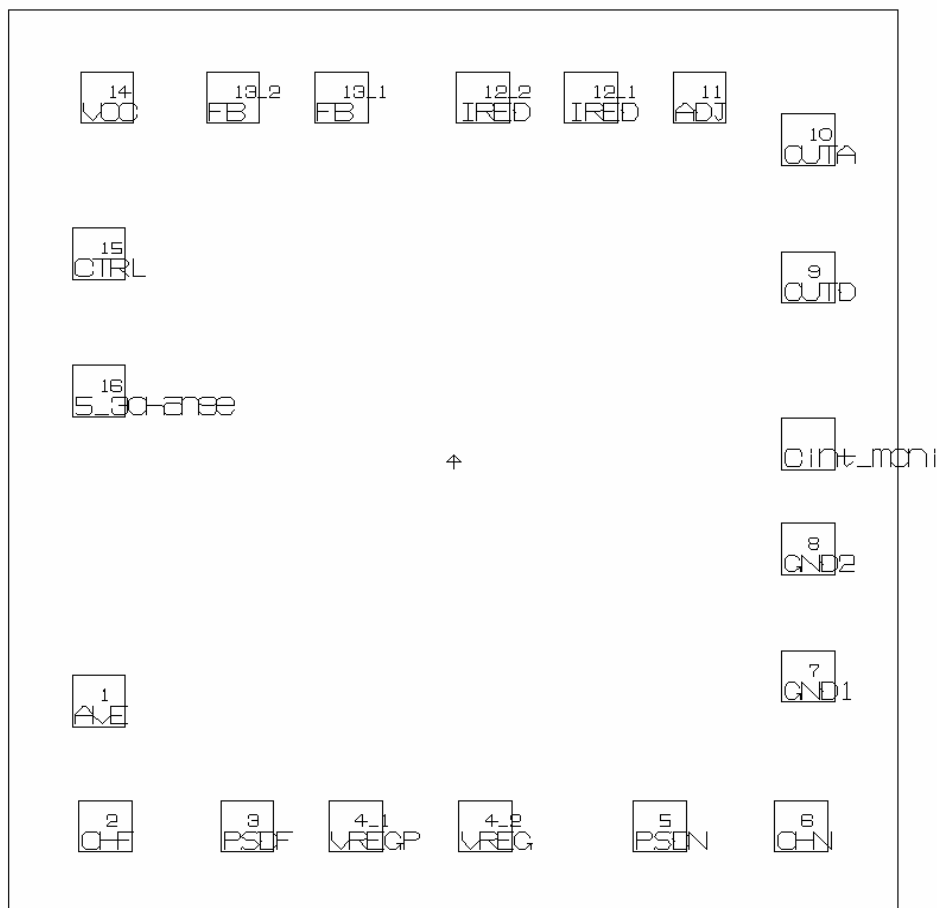 14 13_2 13_1 12_2 12_1 11
VCC FB FB IRED IRED ADJ
10
OUTA
15
CTRL
9
OUTD
16
5_3change
Cint_moni
8
GND2
7
GND1
1
AVE
2 3 4_1 4_2 5 6
CHF PSDF VREGP VREG PSDN CHN